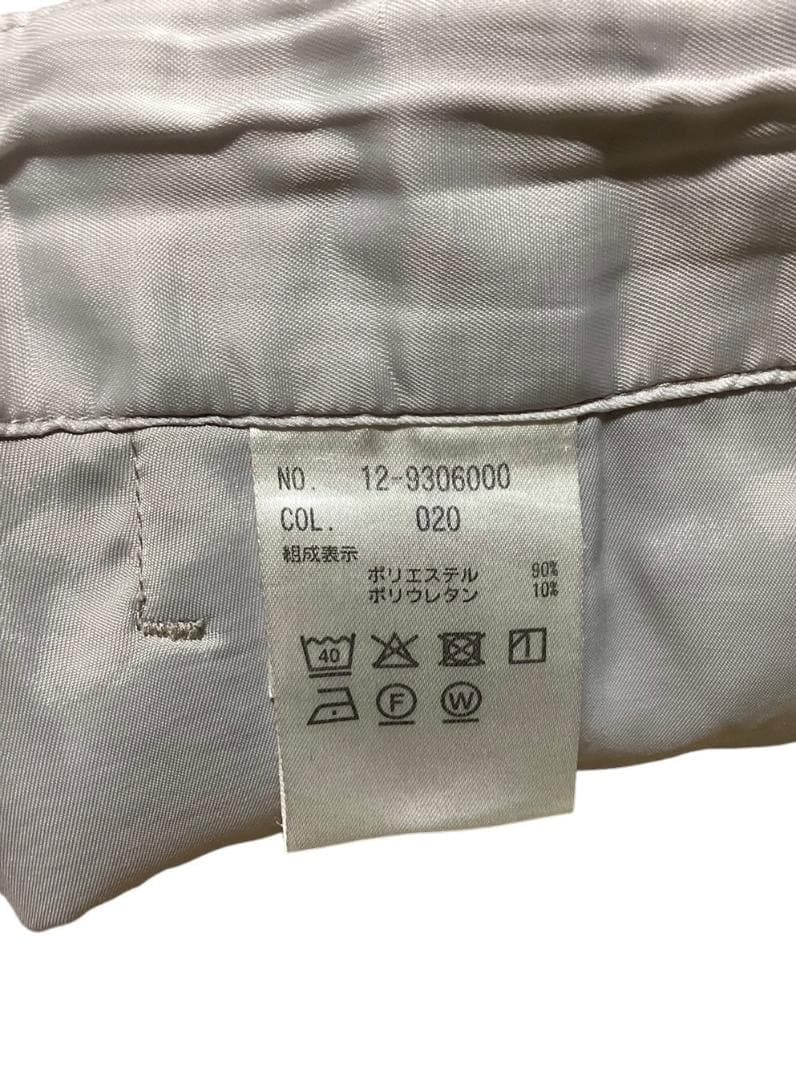 NO. 12-9306000
COL. 020
組成表示
ポリエステル 90%
ポリウレタン 10%
40
F W